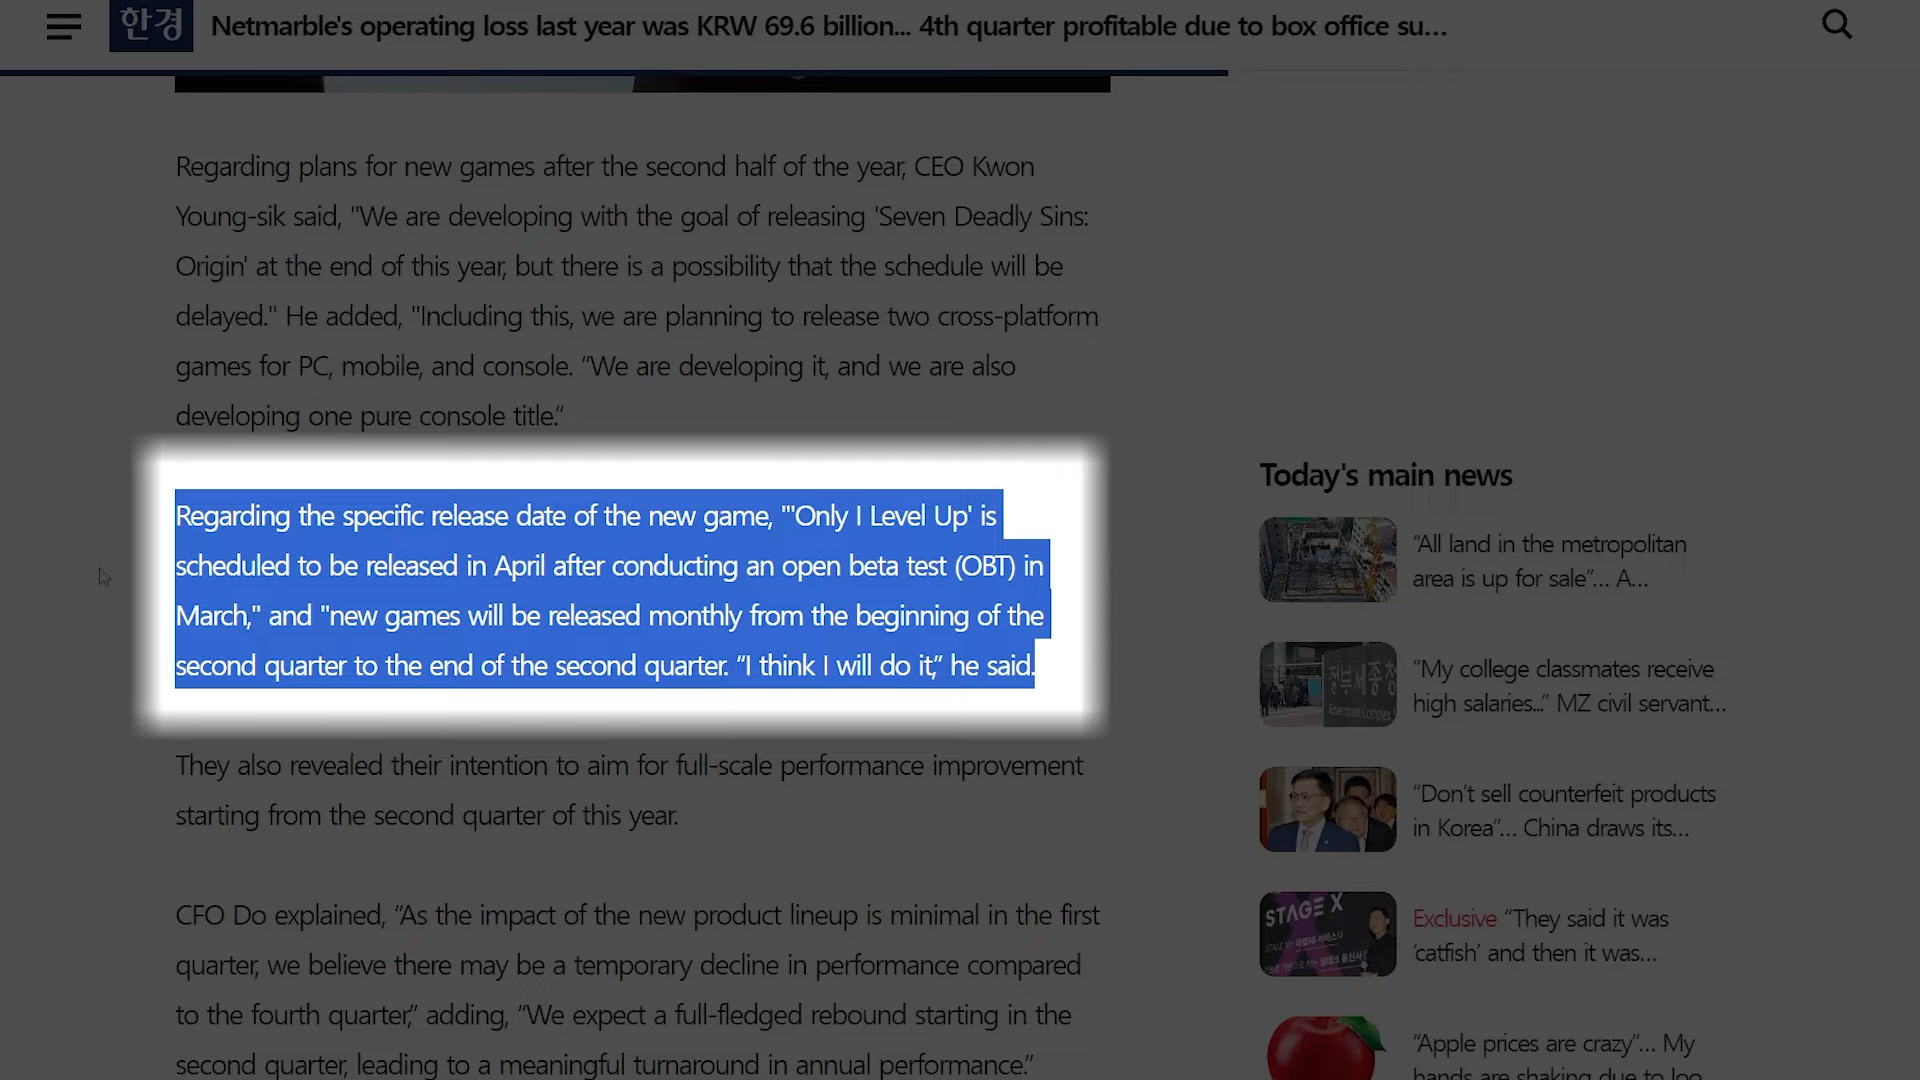 한경
Netmarble's operating loss last year was KRW 69.6 billion... 4th quarter profitable due to box office su...
Regarding plans for new games after the second half of the year, CEO Kwon
Young-sik said, "We are developing with the goal of releasing 'Seven Deadly Sins:
Origin' at the end of this year, but there is a possibility that the schedule will be
delayed." He added, "Including this, we are planning to release two cross-platform
games for PC, mobile, and console. “We are developing it, and we are also
developing one pure console title.”
Regarding the specific release date of the new game, "'Only I Level Up' is
scheduled to be released in April after conducting an open beta test (OBT) in
March," and "new games will be released monthly from the beginning of the
second quarter to the end of the second quarter. “I think I will do it,” he said.
They also revealed their intention to aim for full-scale performance improvement
starting from the second quarter of this year.
CFO Do explained, “As the impact of the new product lineup is minimal in the first
quarter, we believe there may be a temporary decline in performance compared
to the fourth quarter,” adding, “We expect a full-fledged rebound starting in the
second quarter, leading to a meaningful turnaround in annual performance.”
Today's main news
“All land in the metropolitan
area is up for sale”... A...
정부세종청
Government Complex
“My college classmates receive
high salaries...” MZ civil servant...
“Don’t sell counterfeit products
in Korea”... China draws its...
STAGE X
Exclusive “They said it was
‘catfish’ and then it was...
“Apple prices are crazy”... My
hands are shaking due to loo...